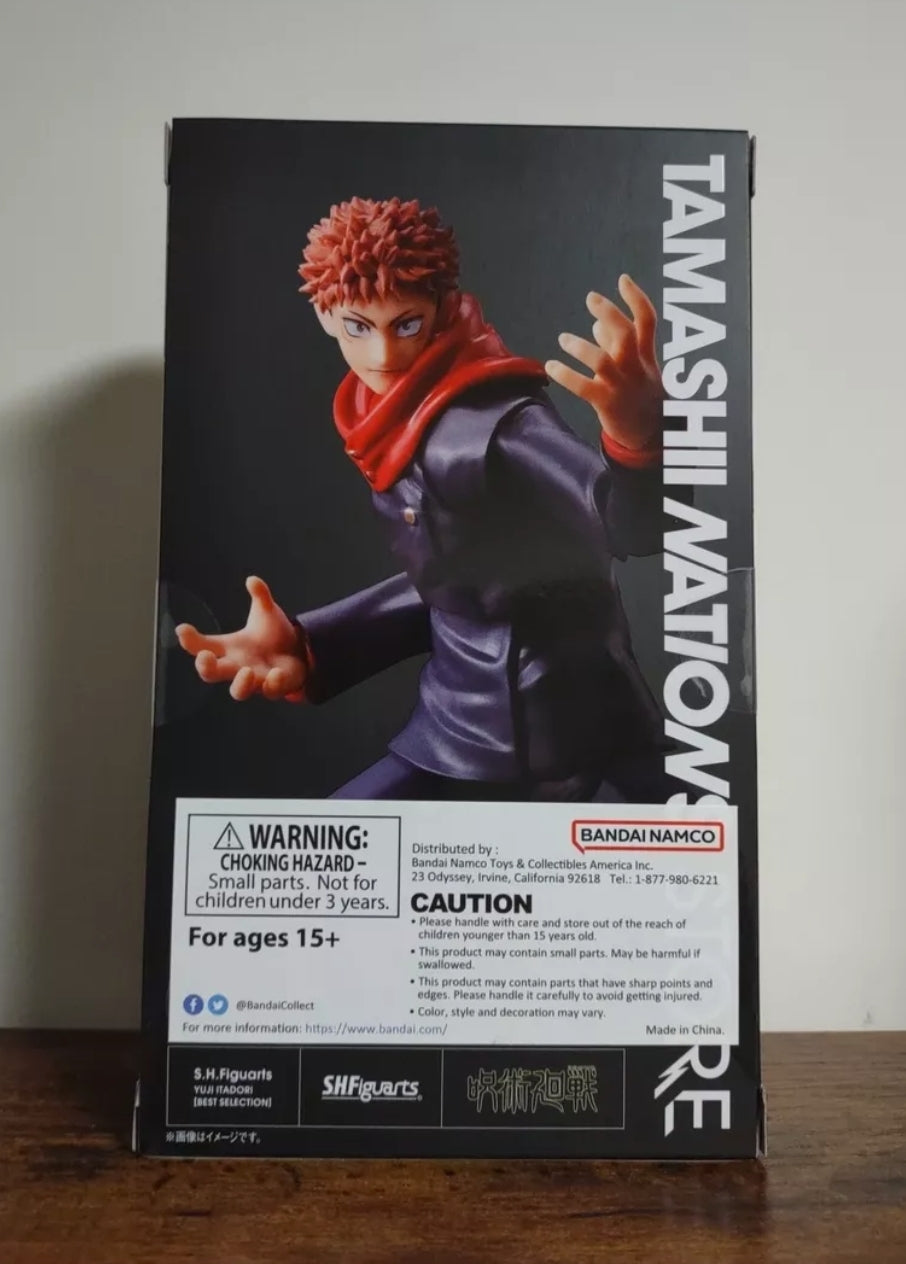 TAMASHII NATIONS STORE
⚠ WARNING:
CHOKING HAZARD –
Small parts. Not for
children under 3 years.
For ages 15+
@BandaiCollect
For more information: https://www.bandai.com/
BANDAI NAMCO
Distributed by :
Bandai Namco Toys & Collectibles America Inc.
23 Odyssey, Irvine, California 92618 Tel.: 1-877-980-6221
CAUTION
• Please handle with care and store out of the reach of
children younger than 15 years old.
• This product may contain small parts. May be harmful if
swallowed.
• This product may contain parts that have sharp points and
edges. Please handle it carefully to avoid getting injured.
• Color, style and decoration may vary.
Made in China.
S.H.Figuarts
YUJI ITADORI
[BEST SELECTION]
S.H.Figuarts
呪術廻戦
※画像はイメージです。